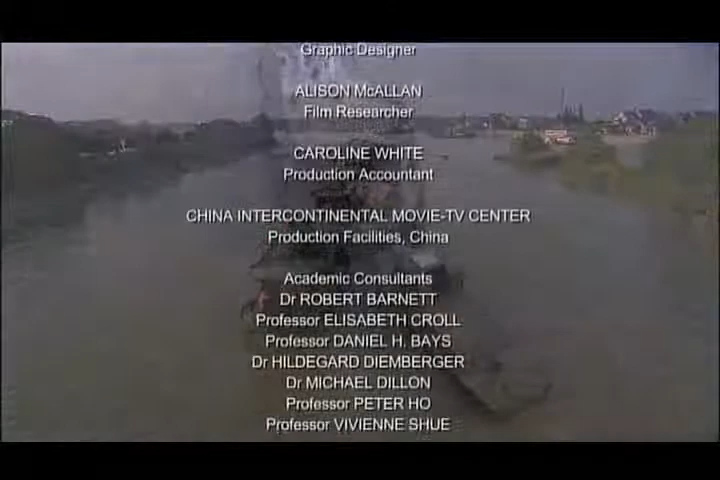 Graphic Designer
ALISON McALLAN
Film Researcher
CAROLINE WHITE
Production Accountant
CHINA INTERCONTINENTAL MOVIE-TV CENTER
Production Facilities, China
Academic Consultants
Dr ROBERT BARNETT
Professor ELISABETH CROLL
Professor DANIEL H. BAYS
Dr HILDEGARD DIEMBERGER
Dr MICHAEL DILLON
Professor PETER HO
Professor VIVIENNE SHUE